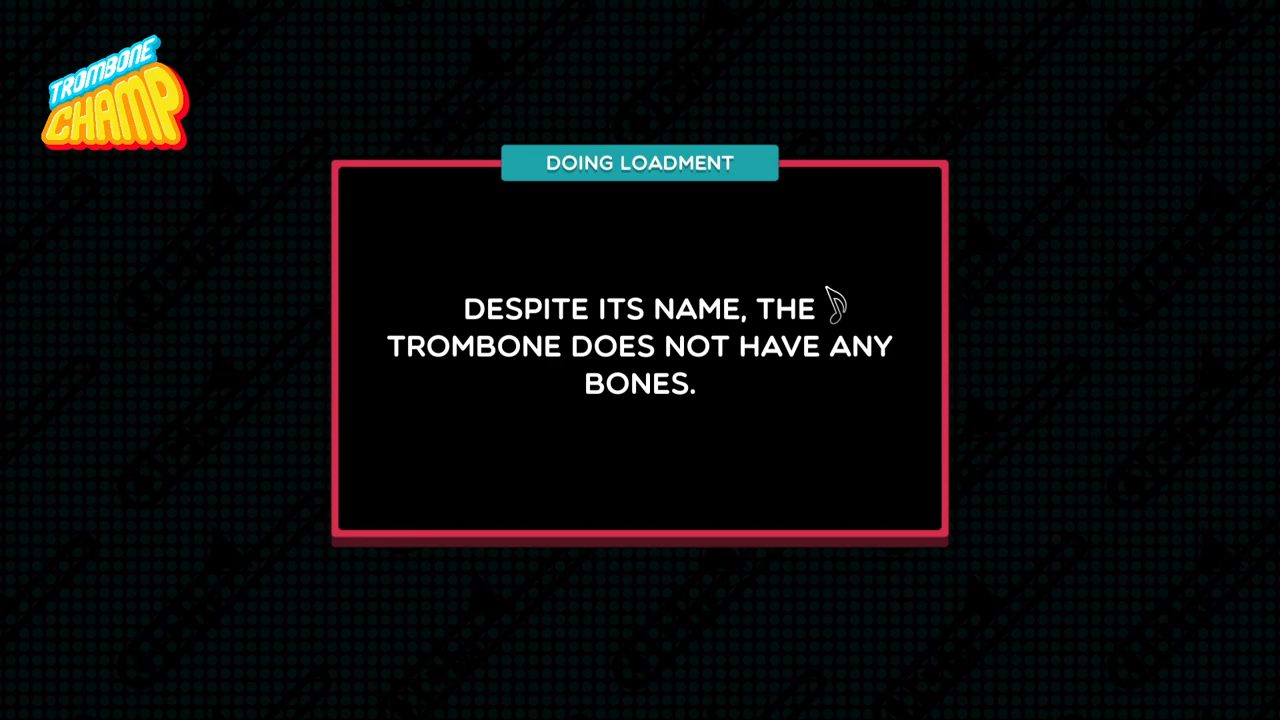 TROMBONE
CHAMP
DOING LOADMENT
DESPITE ITS NAME, THE
TROMBONE DOES NOT HAVE ANY
BONES.